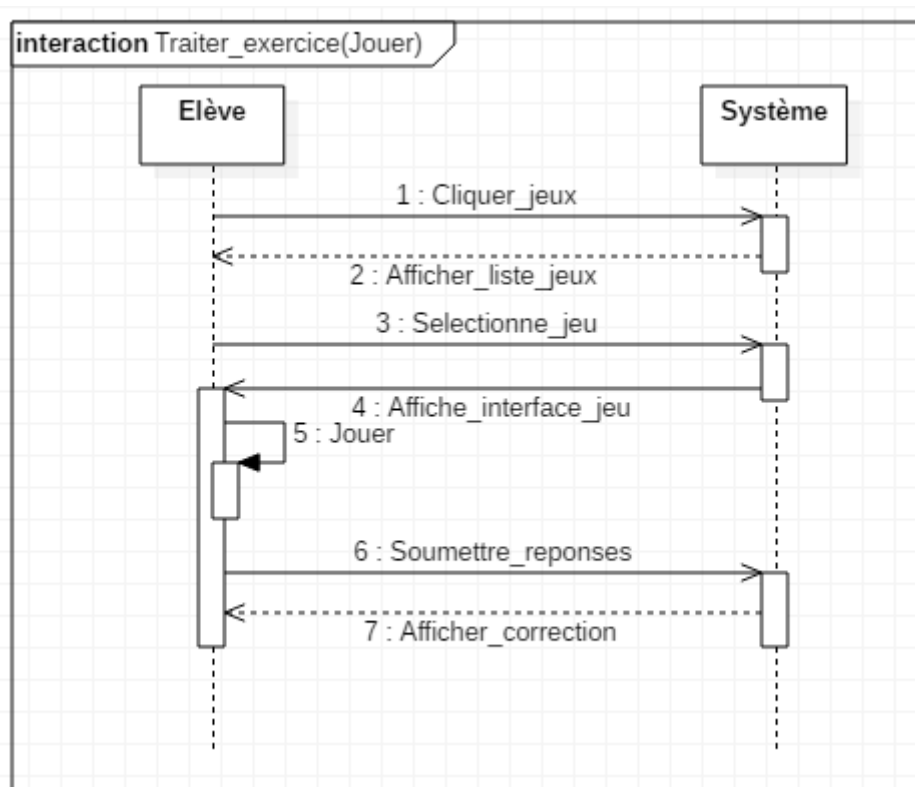 interaction Traiter_exercice(Jouer)
Elève
Système
1 : Cliquer_jeux
2 : Afficher_liste_jeux
3 : Selectionne_jeu
4 : Affiche_interface_jeu
5 : Jouer
6 : Soumettre_reponses
7 : Afficher_correction